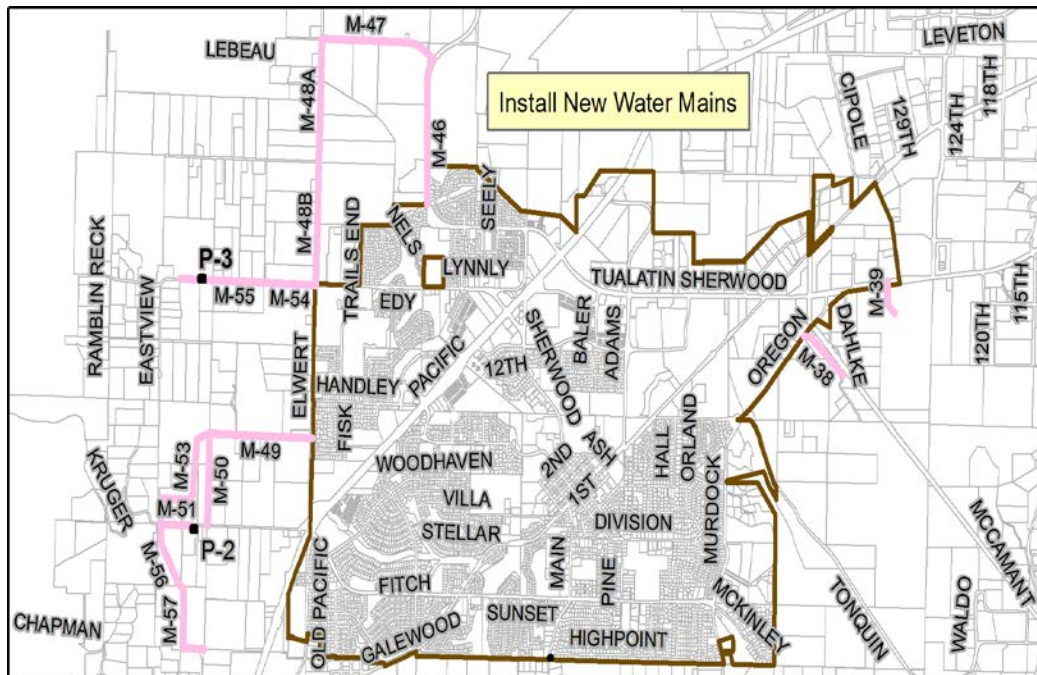 M-47
LEBEAU
LEVETON
M-48A
Install New Water Mains
CIPOLE
129TH
124TH
118TH
M-46
SEELY
M-48B
TRAILS END
NELS
RAMBLIN RECK
P-3
LYNNLY
TUALATIN SHERWOOD
EASTVIEW
M-55
M-54
EDY
M-39
115TH
120TH
DAHLKE
OREGON
M-38
ELWERT
PACIFIC
SHERWOOD
BALER
ADAMS
12TH
HANDLEY
FISK
M-49
M-53
M-50
KRUGER
M-51
WOODHAVEN
2ND
ASH
1ST
HALL
ORLAND
MURDOCK
VILLA
STELLAR
DIVISION
P-2
M-56
MCCAMANT
M-57
FITCH
MAIN
PINE
CHAPMAN
OLD PACIFIC
GALEWOOD
SUNSET
HIGHPOINT
MCKINLEY
TONQUIN
WALDO